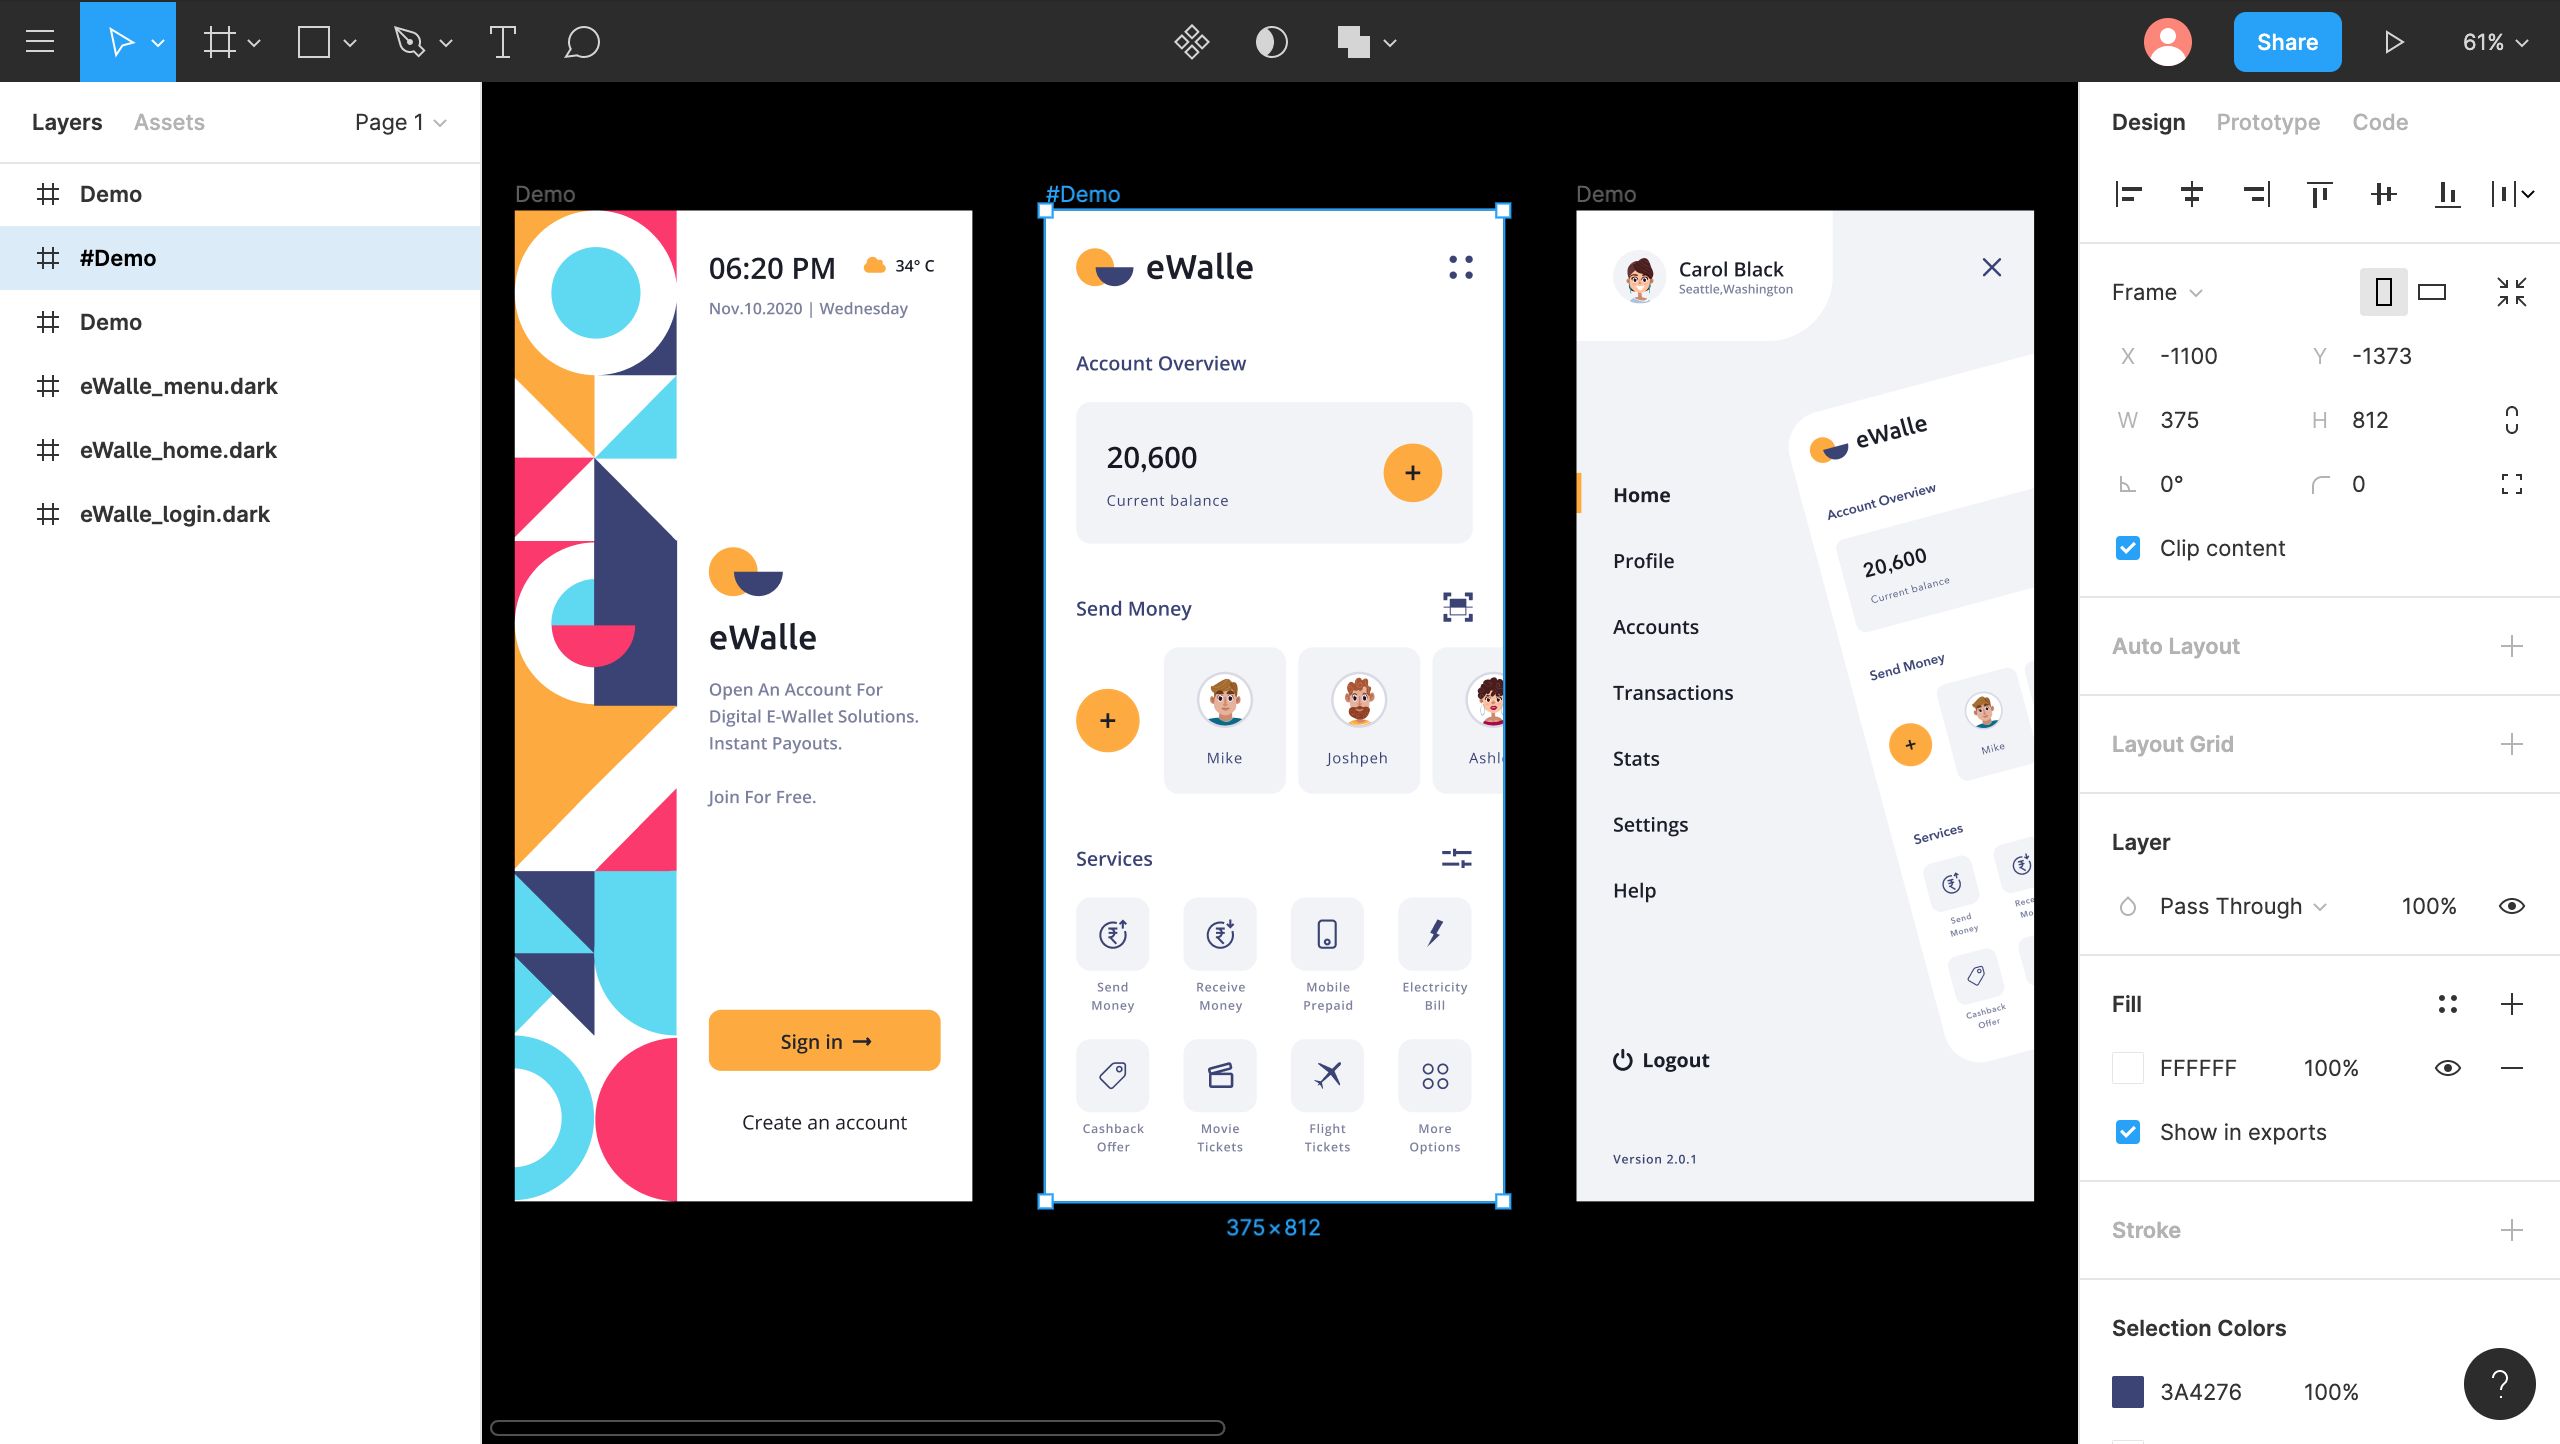 Share
61%
Layers
Assets
Page 1
Demo
#Demo
Demo
eWalle_menu.dark
eWalle_home.dark
eWalle_login.dark
Demo
06:20 PM
34° C
Nov.10.2020 | Wednesday
eWalle
Open An Account For
Digital E-Wallet Solutions.
Instant Payouts.
Join For Free.
Sign in
Create an account
#Demo
eWalle
Account Overview
20,600
Current balance
+
Send Money
+
Mike
Joshpeh
Ashl
Services
Send
Money
Receive
Money
Mobile
Prepaid
Electricity
Bill
Cashback
Offer
Movie
Tickets
Flight
Tickets
More
Options
375 × 812
Demo
Carol Black
Seattle,Washington
Home
Profile
Accounts
Transactions
Stats
Settings
Help
Logout
Version 2.0.1
eWalle
Account Overview
20,600
Current balance
Send Money
+
Mike
Services
Send
Money
Rece
Mo
Cashback
Offer
Design
Prototype
Code
Frame
X -1100
Y -1373
W 375
H 812
0°
0
Clip content
Auto Layout
Layout Grid
Layer
Pass Through
100%
Fill
FFFFFF
100%
Show in exports
Stroke
Selection Colors
3A4276
100%
?